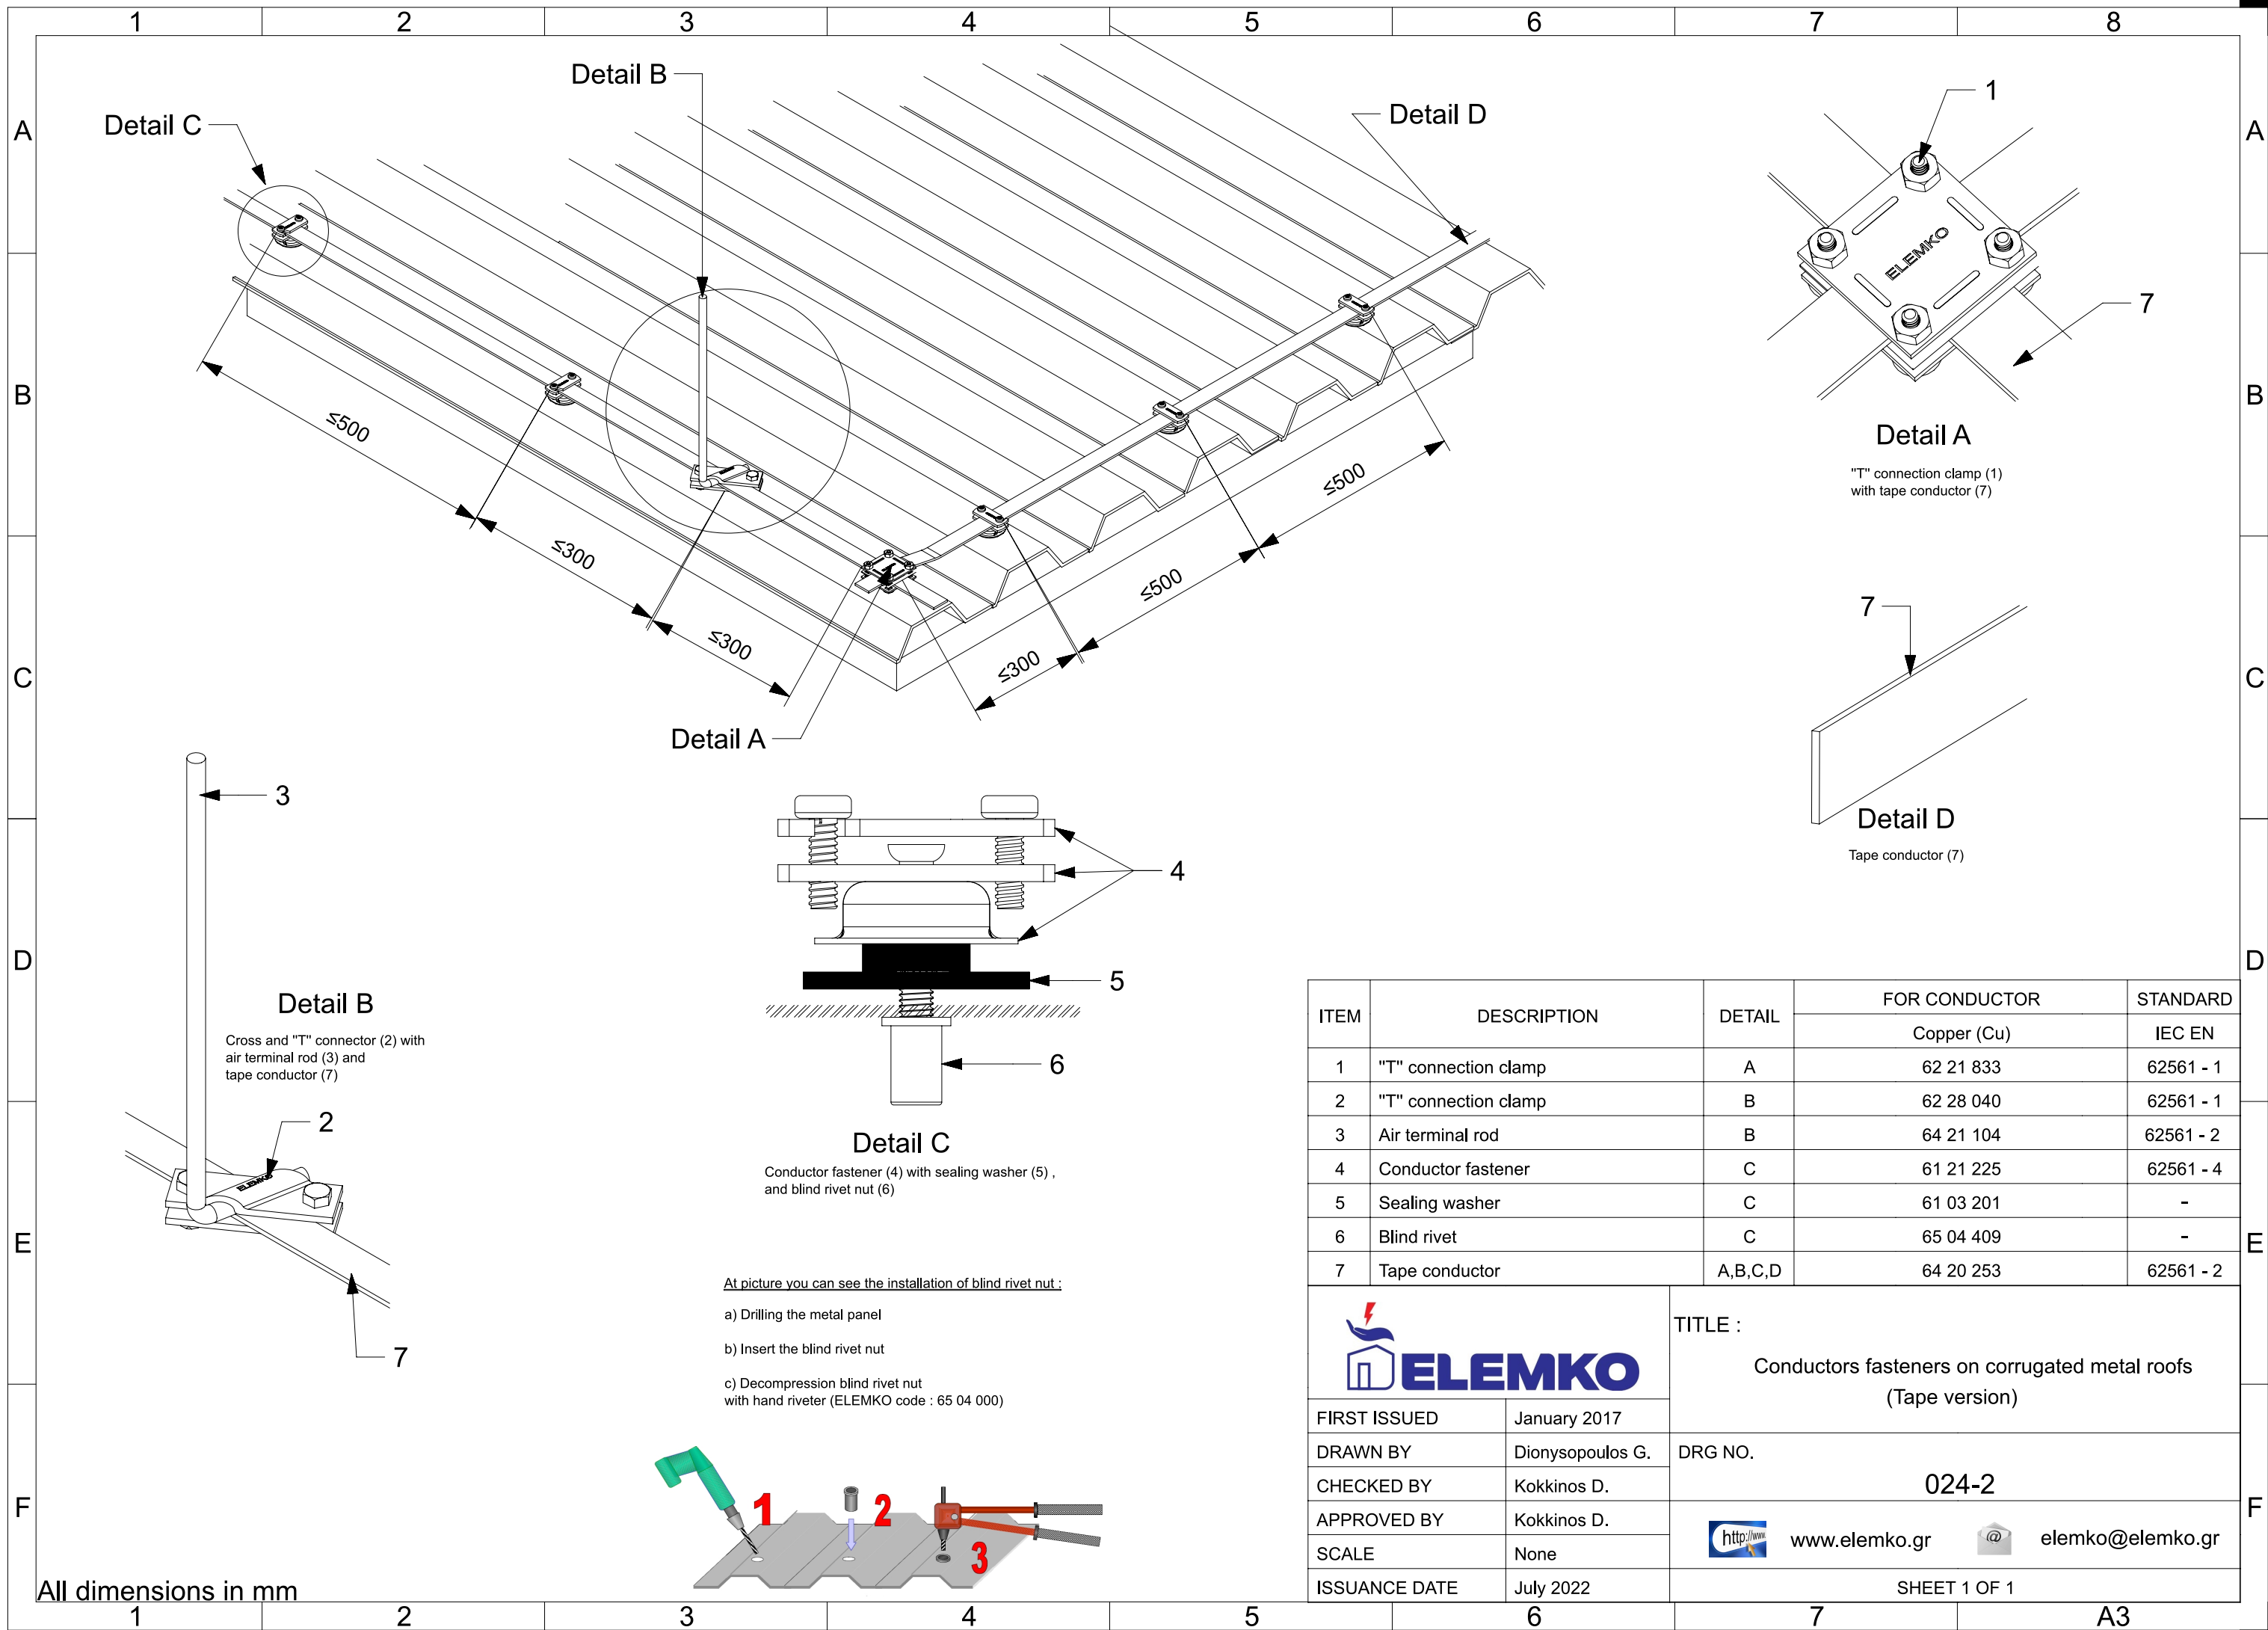 1 2 3 4 5 6 7 8
A
B
C
D
E
F
A
B
C
D
E
F
Detail C
Detail B
Detail D
≤500
≤300
≤300
≤300
≤500
≤500
Detail A
1
ELEMKO
7
Detail A
"T" connection clamp (1)
with tape conductor (7)
7
Detail D
Tape conductor (7)
3
Detail B
Cross and "T" connector (2) with
air terminal rod (3) and
tape conductor (7)
2
ELEMKO
7
4
5
6
Detail C
Conductor fastener (4) with sealing washer (5) ,
and blind rivet nut (6)
At picture you can see the installation of blind rivet nut :
a) Drilling the metal panel
b) Insert the blind rivet nut
c) Decompression blind rivet nut
with hand riveter (ELEMKO code : 65 04 000)
1 2 3
ITEM DESCRIPTION DETAIL FOR CONDUCTOR STANDARD
Copper (Cu) IEC EN
1 "T" connection clamp A 62 21 833 62561 - 1
2 "T" connection clamp B 62 28 040 62561 - 1
3 Air terminal rod B 64 21 104 62561 - 2
4 Conductor fastener C 61 21 225 62561 - 4
5 Sealing washer C 61 03 201 -
6 Blind rivet C 65 04 409 -
7 Tape conductor A,B,C,D 64 20 253 62561 - 2
ELEMKO
TITLE :
Conductors fasteners on corrugated metal roofs
(Tape version)
FIRST ISSUED January 2017
DRAWN BY Dionysopoulos G.
CHECKED BY Kokkinos D.
APPROVED BY Kokkinos D.
SCALE None
ISSUANCE DATE July 2022
DRG NO.
024-2
http://www. www.elemko.gr @ elemko@elemko.gr
SHEET 1 OF 1
All dimensions in mm
1 2 3 4 5 6 7 A3